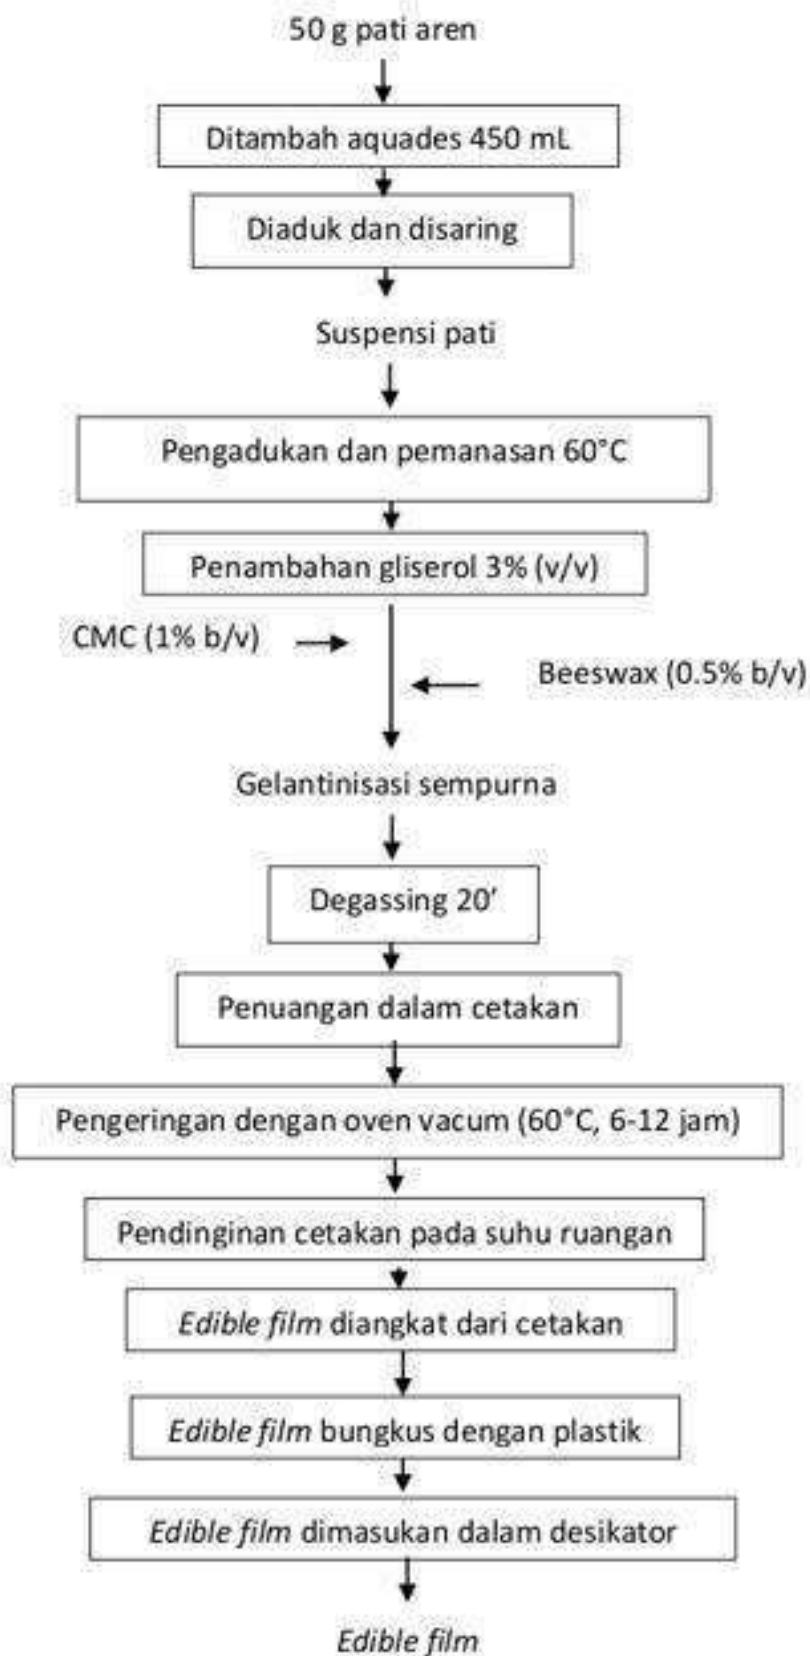 50 g pati aren
Ditambah aquades 450 mL
Diaduk dan disaring
Suspensi pati
Pengadukan dan pemanasan 60°C
Penambahan gliserol 3% (v/v)
CMC (1% b/v)
Beeswax (0.5% b/v)
Gelantinisasi sempurna
Degassing 20’
Penuangan dalam cetakan
Pengeringan dengan oven vacum (60°C, 6-12 jam)
Pendinginan cetakan pada suhu ruangan
Edible film diangkat dari cetakan
Edible film bungkus dengan plastik
Edible film dimasukan dalam desikator
Edible film